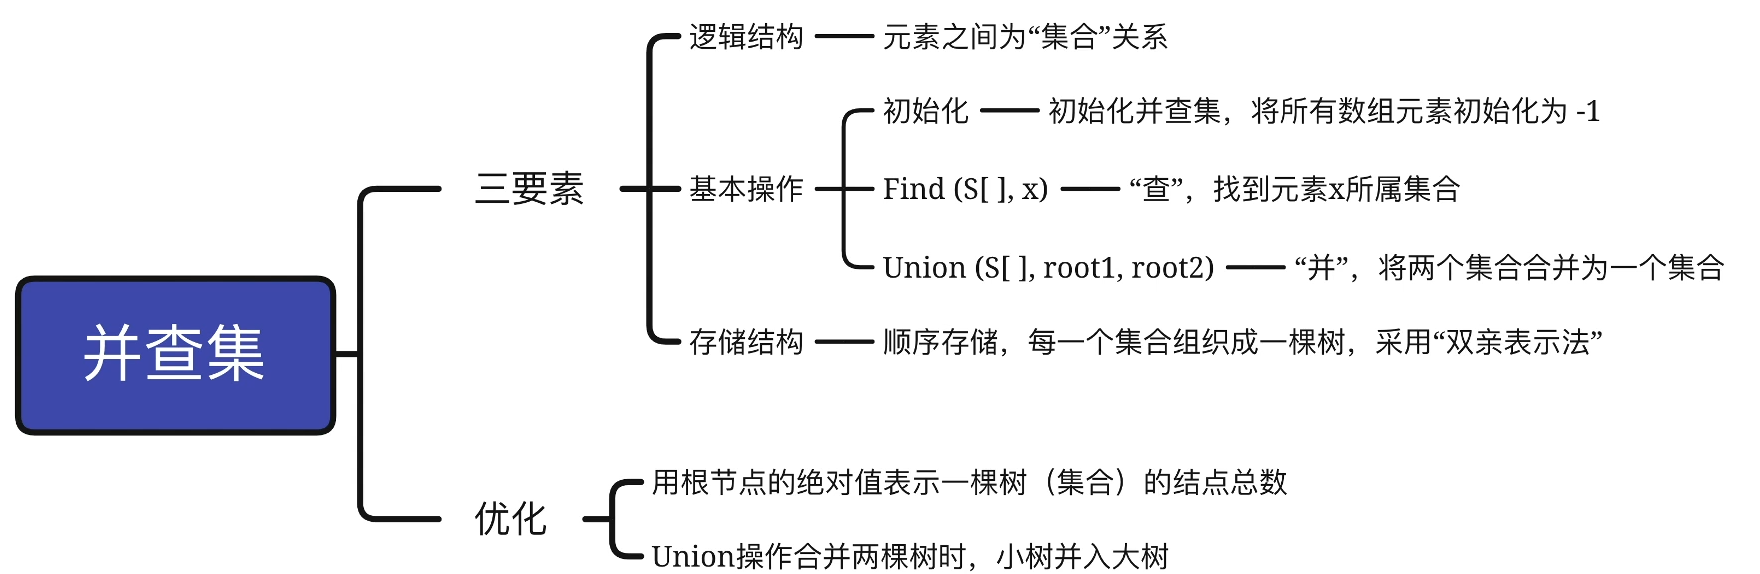 并查集
三要素
逻辑结构
元素之间为“集合”关系
基本操作
初始化
初始化并查集，将所有数组元素初始化为 -1
Find (S[ ], x)
“查”，找到元素x所属集合
Union (S[ ], root1, root2)
“并”，将两个集合合并为一个集合
存储结构
顺序存储，每一个集合组织成一棵树，采用“双亲表示法”
优化
用根节点的绝对值表示一棵树（集合）的结点总数
Union操作合并两棵树时，小树并入大树